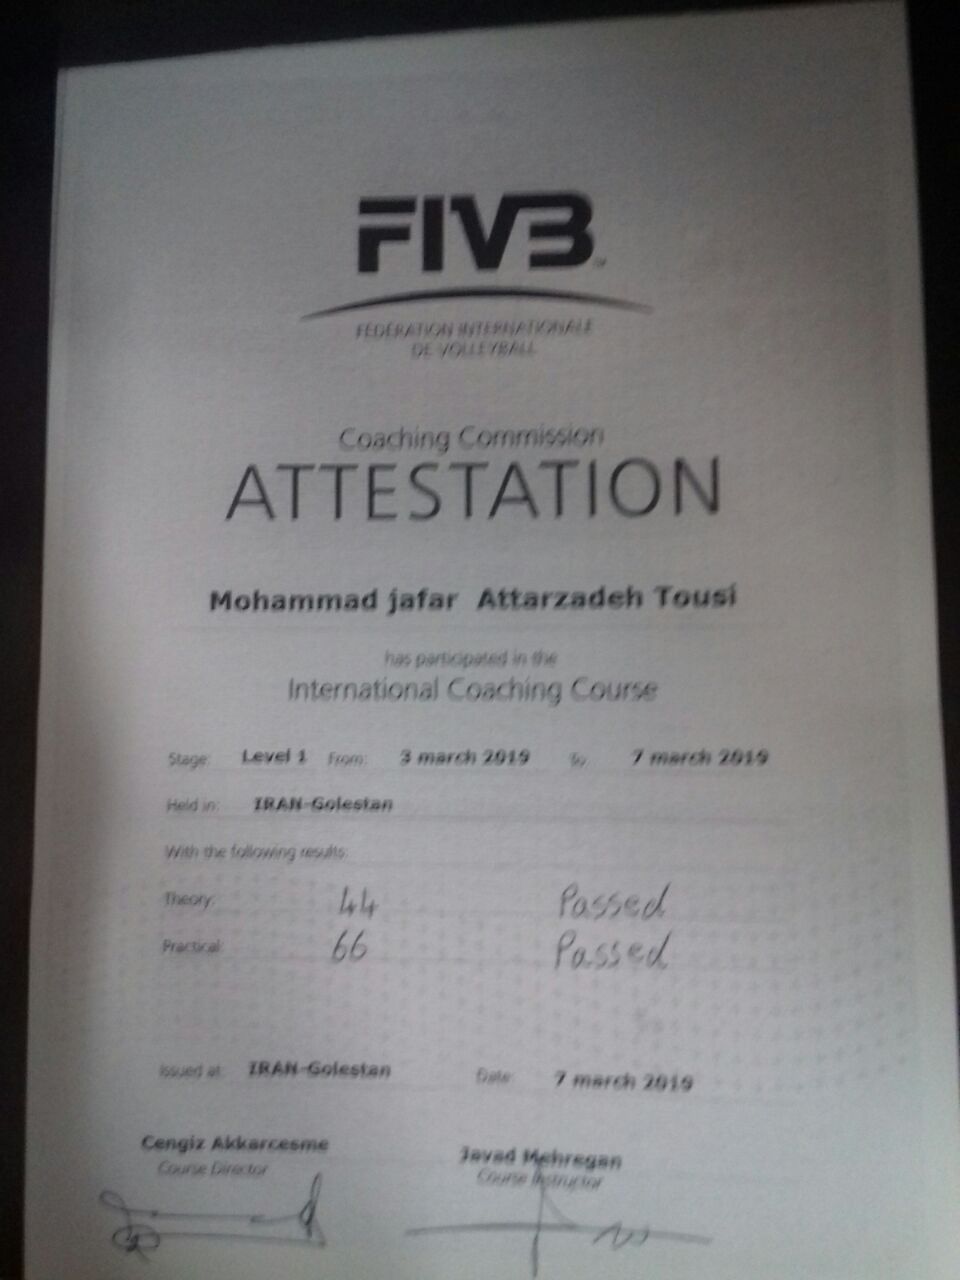 FIVB
FÉDÉRATION INTERNATIONALE
DE VOLLEYBALL
Coaching Commission
ATTESTATION
Mohammad jafar Attarzadeh Tousi
has participated in the
International Coaching Course
Stage: Level 1 From: 3 march 2019 To 7 march 2019
Held in: IRAN-Golestan
With the following results:
Theory: 44 Passed
Practical 66 Passed
Issued at: IRAN-Golestan Date: 7 march 2019
Cengiz Akkarcesme Javad Mehregan
Course Director Course Instructor